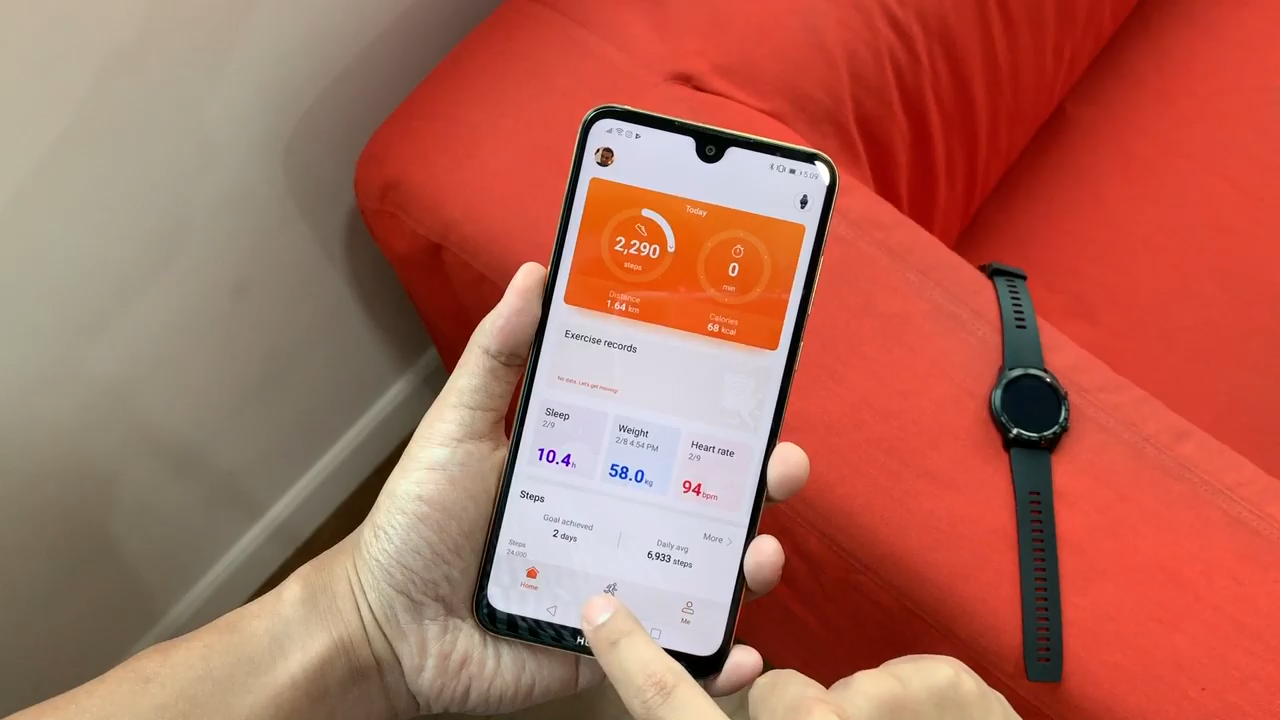 5:09
Today
2,290
steps
0
min
Distance
1.64 km
Calories
68 kcal
Exercise records
No data. Let's get moving!
Sleep
2/9
10.4 h
Weight
2/8 4:54 PM
58.0 kg
Heart rate
2/9
94 bpm
Steps
More
Goal achieved
2 days
Daily avg
6,933 steps
Steps
24,000
Home
Me